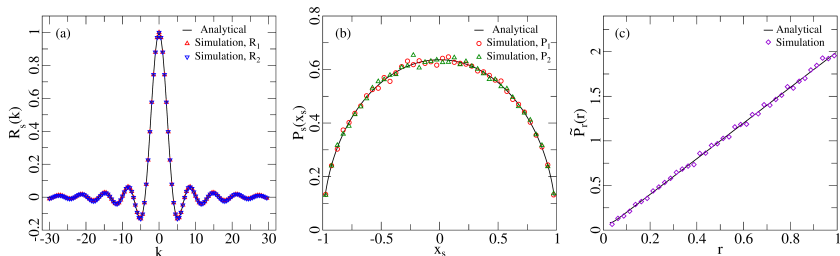 (a)
Analytical
Simulation, R1
Simulation, R2
Rs(k)
1
0.8
0.6
0.4
0.2
0
0.2
-30
-20
-10
0
10
20
30
k
(b)
Analytical
Simulation, P1
Simulation, P2
Ps(xs)
0.8
0.6
0.4
0.2
0
-1
-0.5
0
0.5
1
xs
(c)
Analytical
Simulation
P̃r(r)
2
1.5
1
0.5
0
0
0.2
0.4
0.6
0.8
1
r